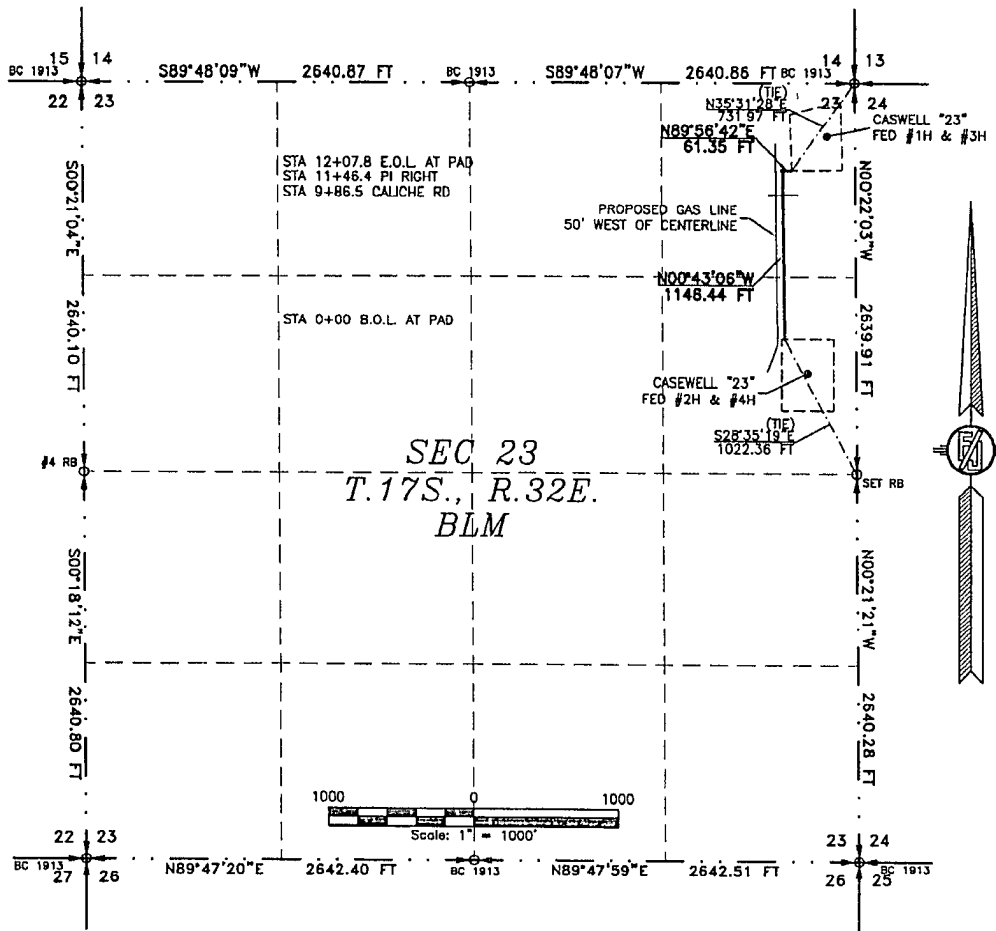 15 14
BC 1913
22 23
S89°48'09"W 2640.87 FT
BC 1913
S89°48'07"W 2640.86 FT
BC 1913
14 13
23 24
(TIE)
N35°31'28"E
731.97 FT
CASWELL "23"
FED #1H & #3H
N89°56'42"E
61.35 FT
STA 12+07.8 E.O.L. AT PAD
STA 11+46.4 PI RIGHT
STA 9+86.5 CALICHE RD
PROPOSED GAS LINE
50' WEST OF CENTERLINE
S00°21'04"E
2640.10 FT
N00°22'03"W
2639.91 FT
N00°43'06"W
1146.44 FT
STA 0+00 B.O.L. AT PAD
CASEWELL "23"
FED #2H & #4H
(TIE)
S28°35'19"E
1022.36 FT
#4 RB
SEC 23
T.17S., R.32E.
BLM
SET RB
S00°18'12"E
2640.80 FT
N00°21'21"W
2640.28 FT
1000 0 1000
Scale: 1" = 1000'
22 23
BC 1913
27 26
N89°47'20"E 2642.40 FT
BC 1913
N89°47'59"E 2642.51 FT
23 24
BC 1913
26 25